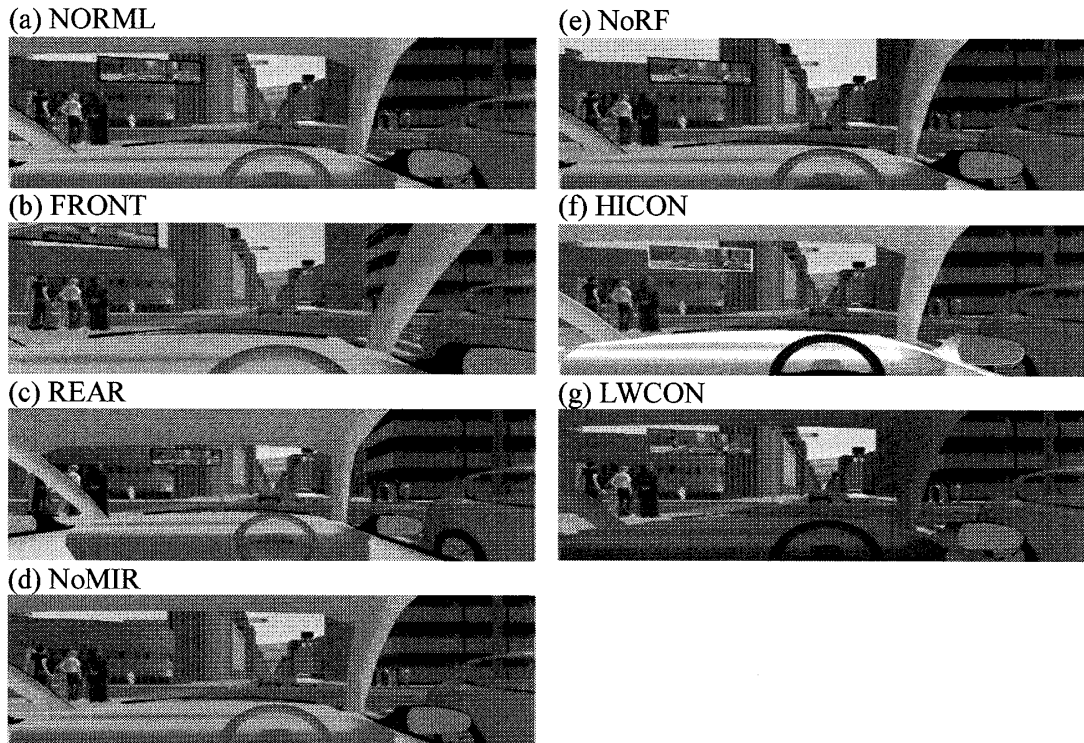 (a) NORML
(b) FRONT
(c) REAR
(d) NoMIR
(e) NoRF
(f) HICON
(g) LWCON